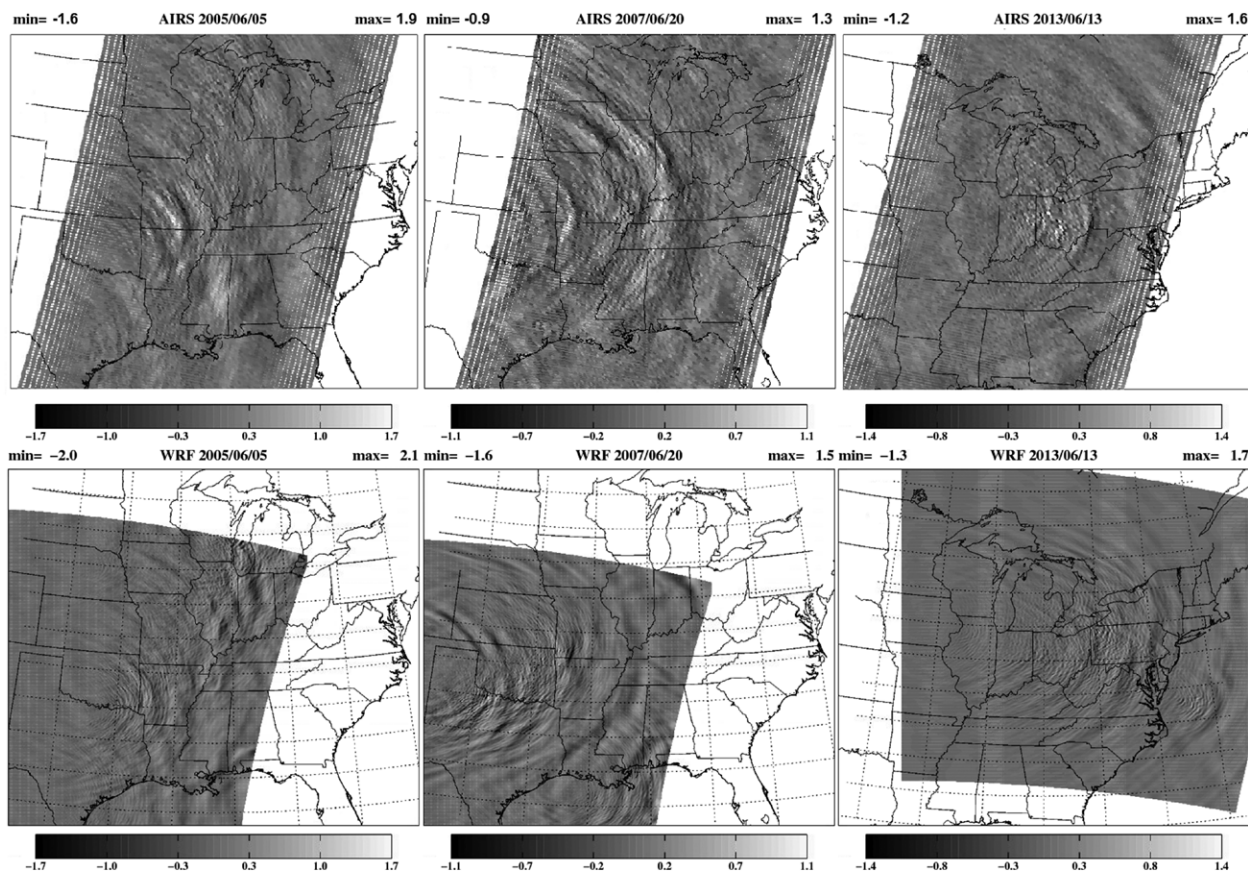 min= -1.6 AIRS 2005/06/05 max= 1.9
min= -0.9 AIRS 2007/06/20 max= 1.3
min= -1.2 AIRS 2013/06/13 max= 1.6
-1.7 -1.0 -0.3 0.3 1.0 1.7
-1.1 -0.7 -0.2 0.2 0.7 1.1
-1.4 -0.8 -0.3 0.3 0.8 1.4
min= -2.0 WRF 2005/06/05 max= 2.1
min= -1.6 WRF 2007/06/20 max= 1.5
min= -1.3 WRF 2013/06/13 max= 1.7
-1.7 -1.0 -0.3 0.3 1.0 1.7
-1.1 -0.7 -0.2 0.2 0.7 1.1
-1.4 -0.8 -0.3 0.3 0.8 1.4